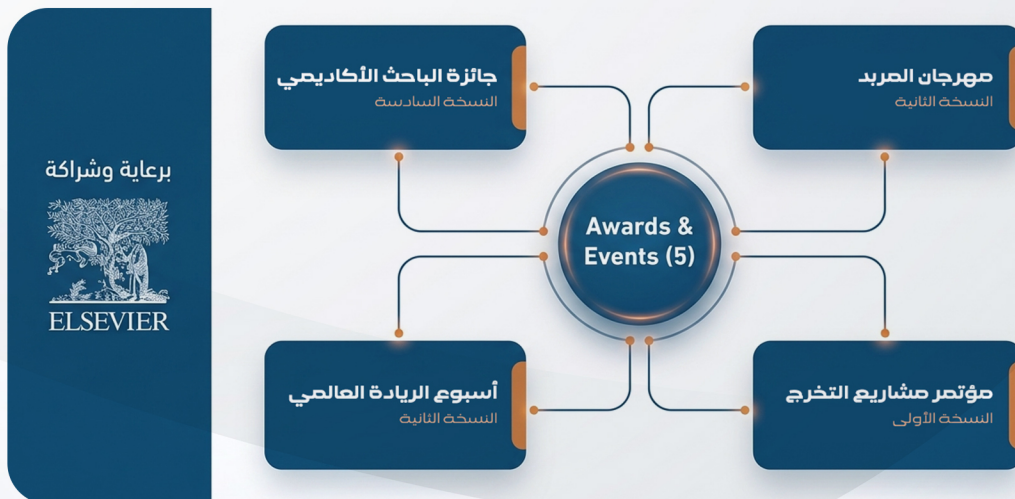 مهرجان المربد
النسخة الثانية
جائزة الباحث الأكاديمي
النسخة السادسة
برعاية وشراكة
ELSEVIER
Awards &
Events (5)
مؤتمر مشاريع التخرج
النسخة الأولى
أسبوع الريادة العالمي
النسخة الثانية